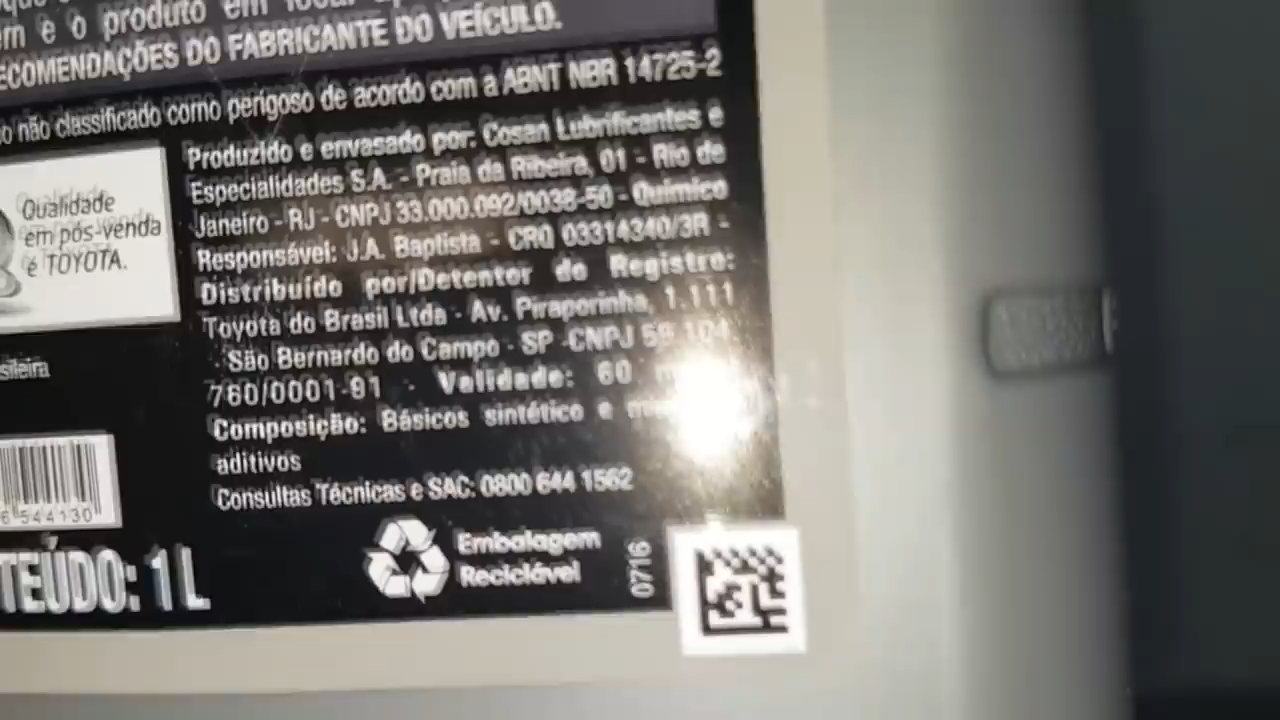 em e o produto em local
RECOMENDAÇÕES DO FABRICANTE DO VEÍCULO.
não classificado como perigoso de acordo com a ABNT NBR 14725-2
Produzido e envasado por: Cosan Lubrificantes e
Especialidades S.A. - Praia da Ribeira, 01 - Rio de
Janeiro - RJ - CNPJ 33.000.092/0038-50 - Químico
Responsável: J.A. Baptista - CRQ 03314340/3R -
Distribuído por/Detentor do Registro:
Toyota do Brasil Ltda - Av. Piraporinha, 1.111
- São Bernardo do Campo - SP -CNPJ 59.104.
760/0001-91 - Validade: 60
Composição: Básicos sintético e
aditivos
Consultas Técnicas e SAC: 0800 644 1562
Qualidade
em pós-venda
é TOYOTA.
sileira
6 544130
TEÚDO: 1 L
Embalagem
Reciclável
0716